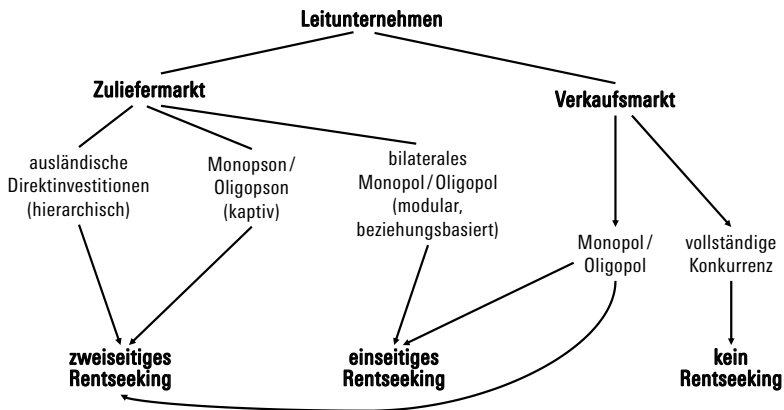 Leitunternehmen
Zuliefermarkt
Verkaufsmarkt
ausländische
Direktinvestitionen
(hierarchisch)
Monopson/
Oligopson
(kaptiv)
bilaterales
Monopol/Oligopol
(modular,
beziehungsbasiert)
Monopol/
Oligopol
vollständige
Konkurrenz
zweiseitiges
Rentseeking
einseitiges
Rentseeking
kein
Rentseeking